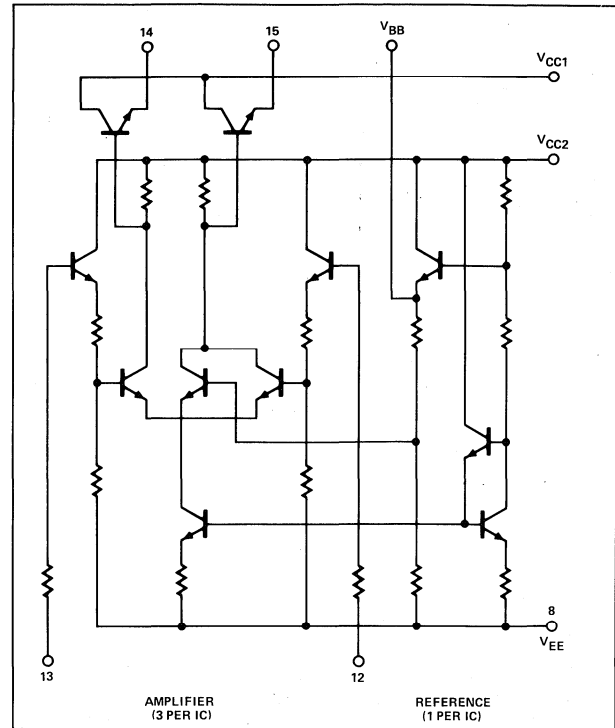 14 15 VBB
VCC1
VCC2
8
VEE
13 12
AMPLIFIER REFERENCE
(3 PER IC) (1 PER IC)